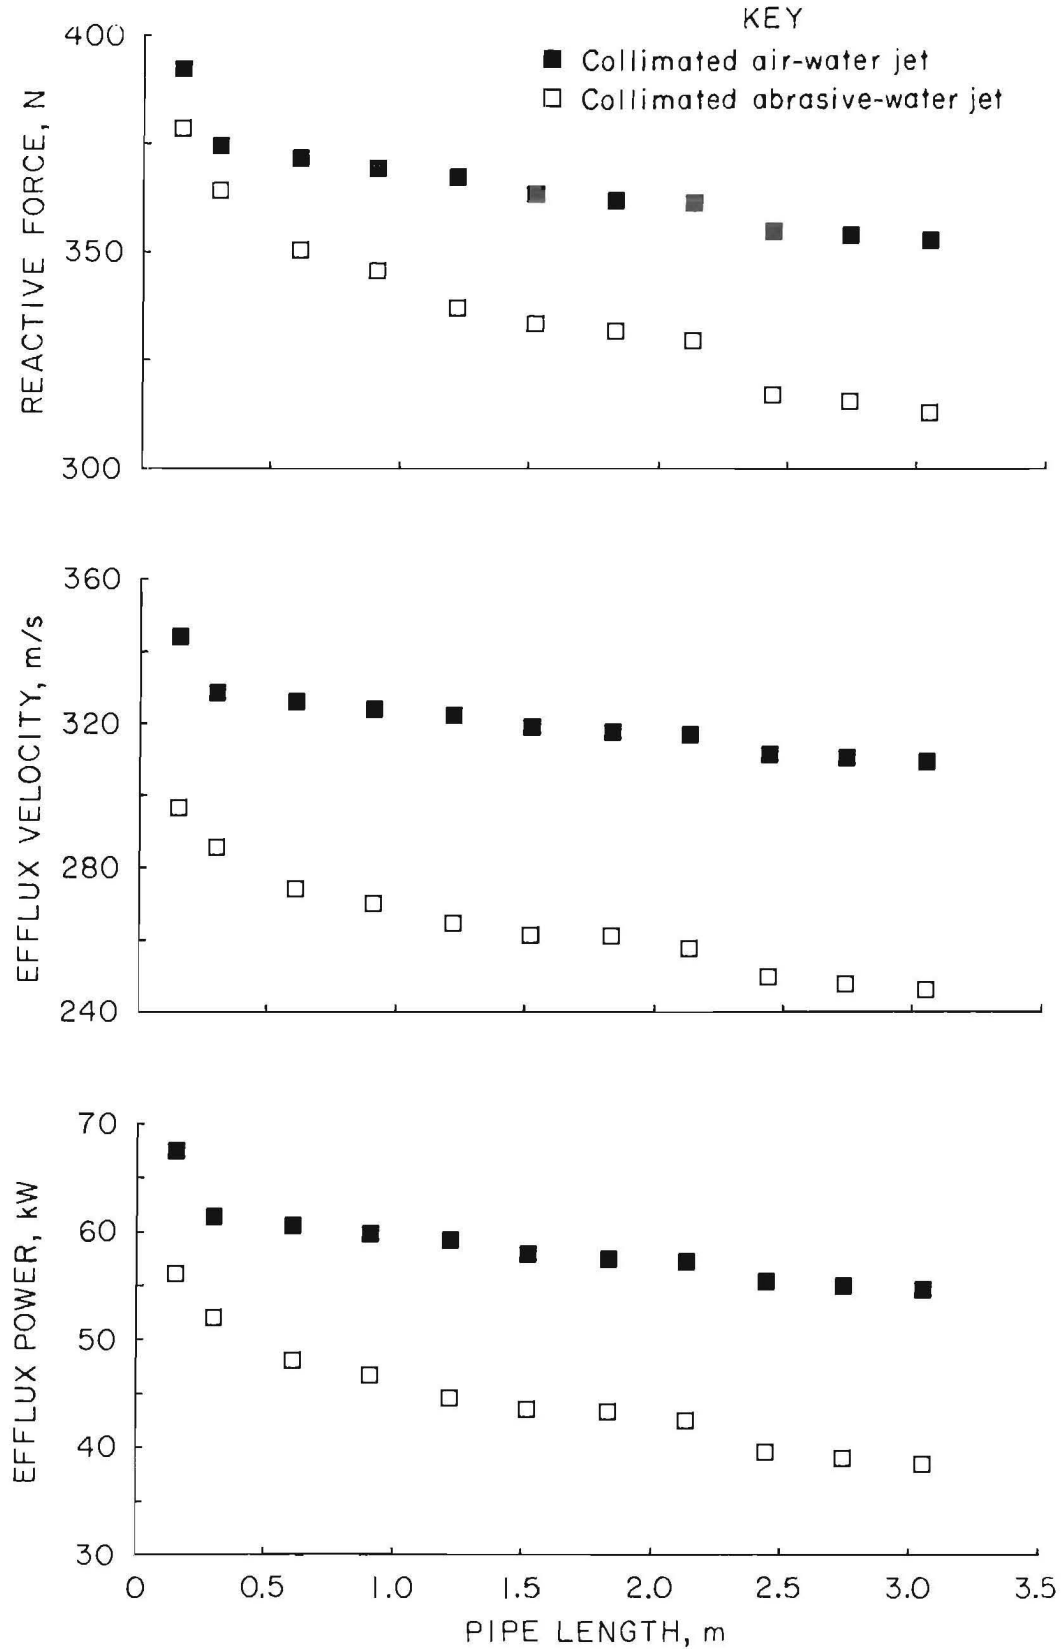 KEY
Collimated air-water jet
Collimated abrasive-water jet
REACTIVE FORCE, N
400
350
300
EFFLUX VELOCITY, m/s
360
320
280
240
EFFLUX POWER, kW
70
60
50
40
30
0 0.5 1.0 1.5 2.0 2.5 3.0 3.5
PIPE LENGTH, m